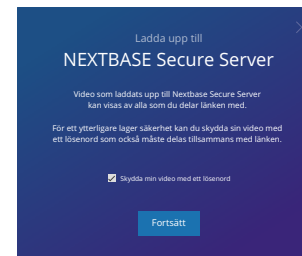 Ladda upp till
NEXTBASE Secure Server
Video som laddats upp till Nextbase Secure Server
kan visas av alla som du delar länken med.
För ett ytterligare lager säkerhet kan du skydda sin video med
ett lösenord som också måste delas tillsammans med länken.
Skydda min video med ett lösenord
Fortsätt